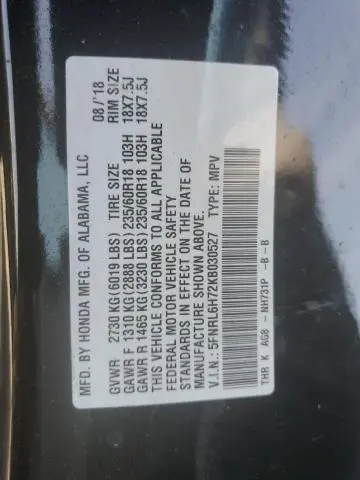 MFD. BY HONDA MFG. OF ALABAMA, LLC 08/'18
GVWR 2730 KG(6019 LBS) TIRE SIZE RIM SIZE
GAWR F 1310 KG(2888 LBS) 235/60R18 103H 18X7.5J
GAWR R 1465 KG(3230 LBS) 235/60R18 103H 18X7.5J
THIS VEHICLE CONFORMS TO ALL APPLICABLE
FEDERAL MOTOR VEHICLE SAFETY
STANDARDS IN EFFECT ON THE DATE OF
MANUFACTURE SHOWN ABOVE.
V.I.N.: 5FNRL6H72KB030527 TYPE: MPV
THR K AG8 - NH731P -B -B